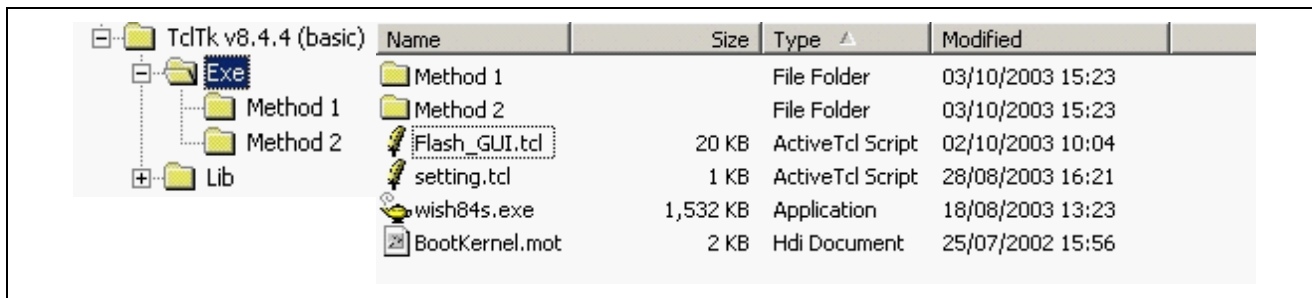 TclTk v8.4.4 (basic)
Exe
Method 1
Method 2
Lib
Name Size Type Modified
Method 1 File Folder 03/10/2003 15:23
Method 2 File Folder 03/10/2003 15:23
Flash_GUI.tcl 20 KB ActiveTcl Script 02/10/2003 10:04
setting.tcl 1 KB ActiveTcl Script 28/08/2003 16:21
wish84s.exe 1,532 KB Application 18/08/2003 13:23
BootKernel.mot 2 KB Hdi Document 25/07/2002 15:56